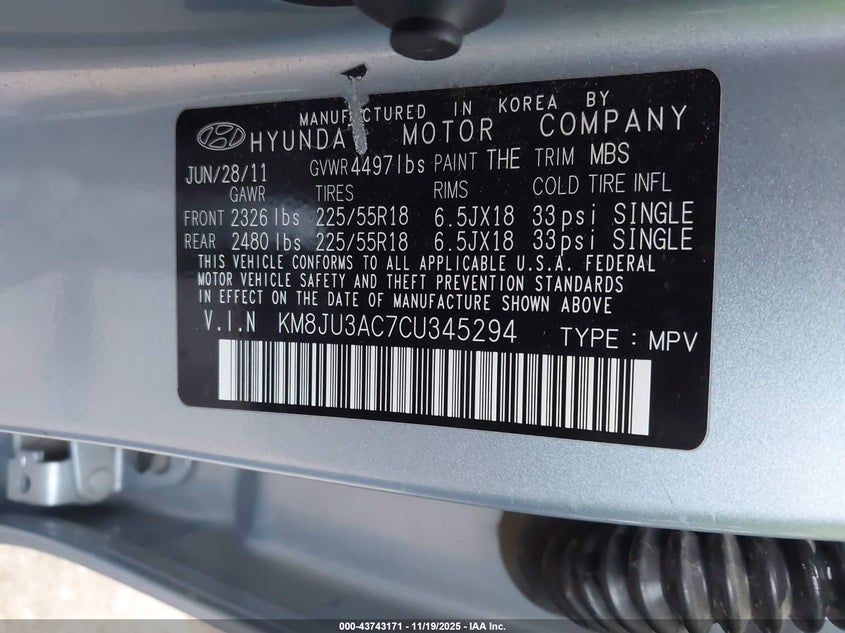 MANUFACTURED IN KOREA BY
HYUNDAI MOTOR COMPANY
JUN/28/11 GVWR 4497lbs PAINT THE TRIM MBS
GAWR TIRES RIMS COLD TIRE INFL
FRONT 2326 lbs 225/55R18 6.5JX18 33psi SINGLE
REAR 2480 lbs 225/55R18 6.5JX18 33psi SINGLE
THIS VEHICLE CONFORMS TO ALL APPLICABLE U.S.A. FEDERAL
MOTOR VEHICLE SAFETY AND THEFT PREVENTION STANDARDS
IN EFFECT ON THE DATE OF MANUFACTURE SHOWN ABOVE
V.I.N KM8JU3AC7CU345294 TYPE : MPV
000-43743171 - 11/19/2025 - IAA Inc.